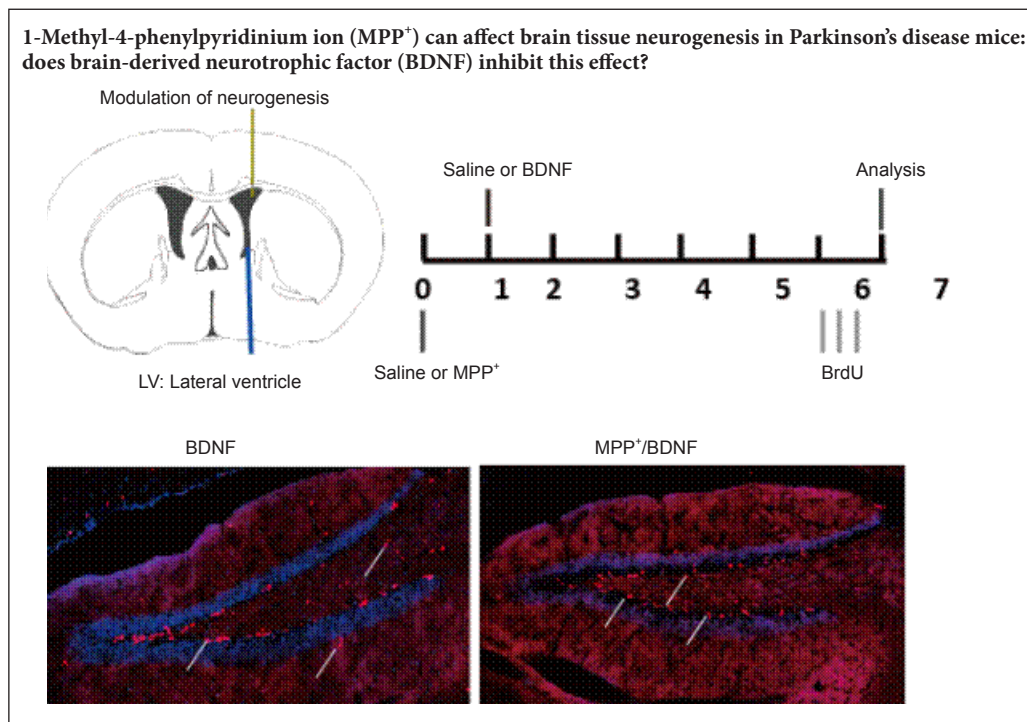 1-Methyl-4-phenylpyridinium ion (MPP⁺) can affect brain tissue neurogenesis in Parkinson's disease mice:
does brain-derived neurotrophic factor (BDNF) inhibit this effect?
Modulation of neurogenesis
Saline or BDNF
Analysis
0 1 2 3 4 5 6 7
LV: Lateral ventricle
Saline or MPP⁺
BrdU
BDNF
MPP⁺/BDNF